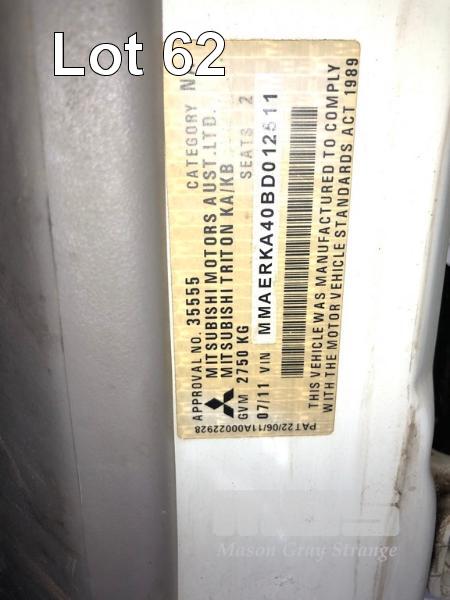 Lot 62
APPROVAL NO. 35555 CATEGORY N
MITSUBISHI MOTORS AUST.LTD.
MITSUBISHI TRITON KA/KB
GVM 2750 KG SEATS 2
07/11 VIN MMAERKA40BD012511
THIS VEHICLE WAS MANUFACTURED TO COMPLY
WITH THE MOTOR VEHICLE STANDARDS ACT 1989
PAT22/06/11A000022928
Mason Gray Strange